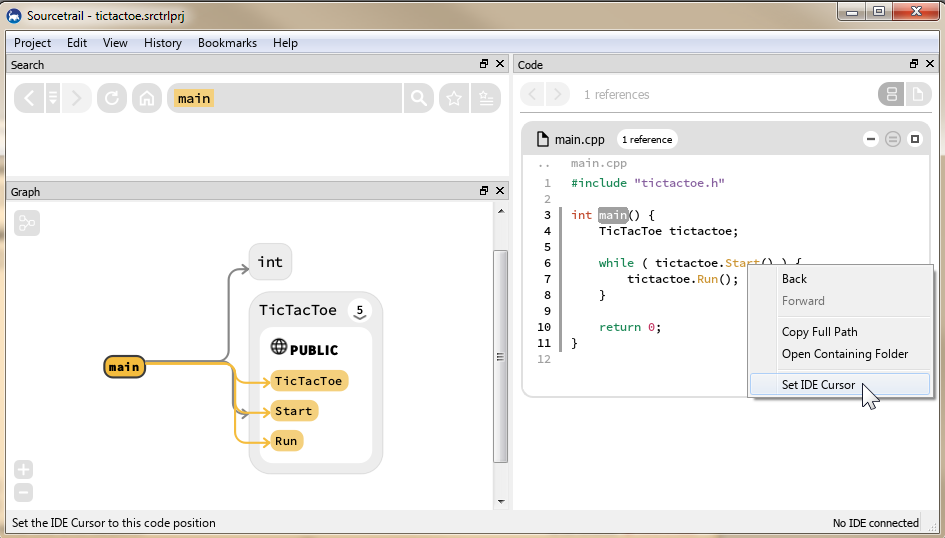 Sourcetrail - tictactoe.srctrlprj
Project Edit View History Bookmarks Help
Search
main
Graph
int
TicTacToe 5
PUBLIC
main
TicTacToe
Start
Run
Code
1 references
main.cpp 1 reference
.. main.cpp
1 #include "tictactoe.h"
2
3 int main() {
4 TicTacToe tictactoe;
5
6 while ( tictactoe.Start() ) {
7 tictactoe.Run();
8 }
9
10 return 0;
11 }
12
Back
Forward
Copy Full Path
Open Containing Folder
Set IDE Cursor
Set the IDE Cursor to this code position
No IDE connected